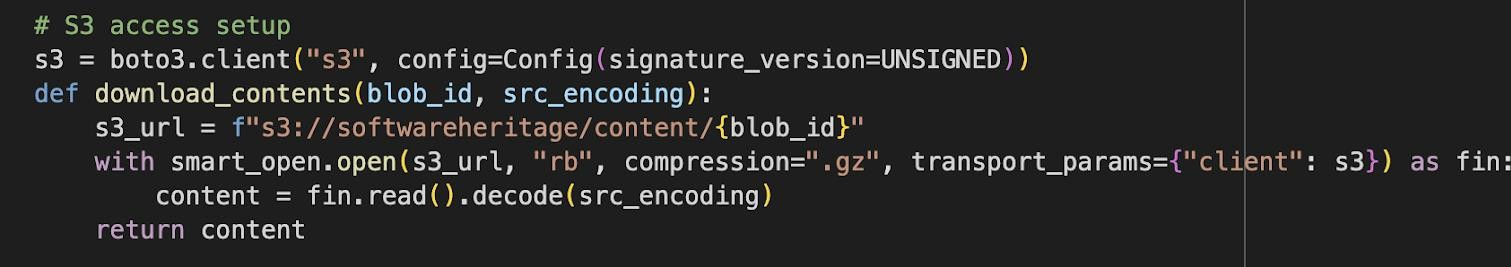 # S3 access setup
s3 = boto3.client("s3", config=Config(signature_version=UNSIGNED))
def download_contents(blob_id, src_encoding):
    s3_url = f"s3://softwareheritage/content/{blob_id}"
    with smart_open.open(s3_url, "rb", compression=".gz", transport_params={"client": s3}) as fin:
        content = fin.read().decode(src_encoding)
    return content